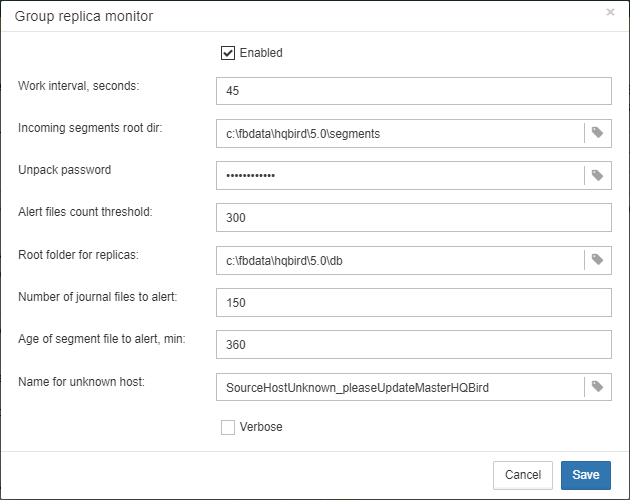 Group replica monitor ×
Enabled
Work interval, seconds: 45
Incoming segments root dir: c:\fbdata\hqbird\5.0\segments
Unpack password ••••••••••••
Alert files count threshold: 300
Root folder for replicas: c:\fbdata\hqbird\5.0\db
Number of journal files to alert: 150
Age of segment file to alert, min: 360
Name for unknown host: SourceHostUnknown_pleaseUpdateMasterHQBird
Verbose
Cancel Save